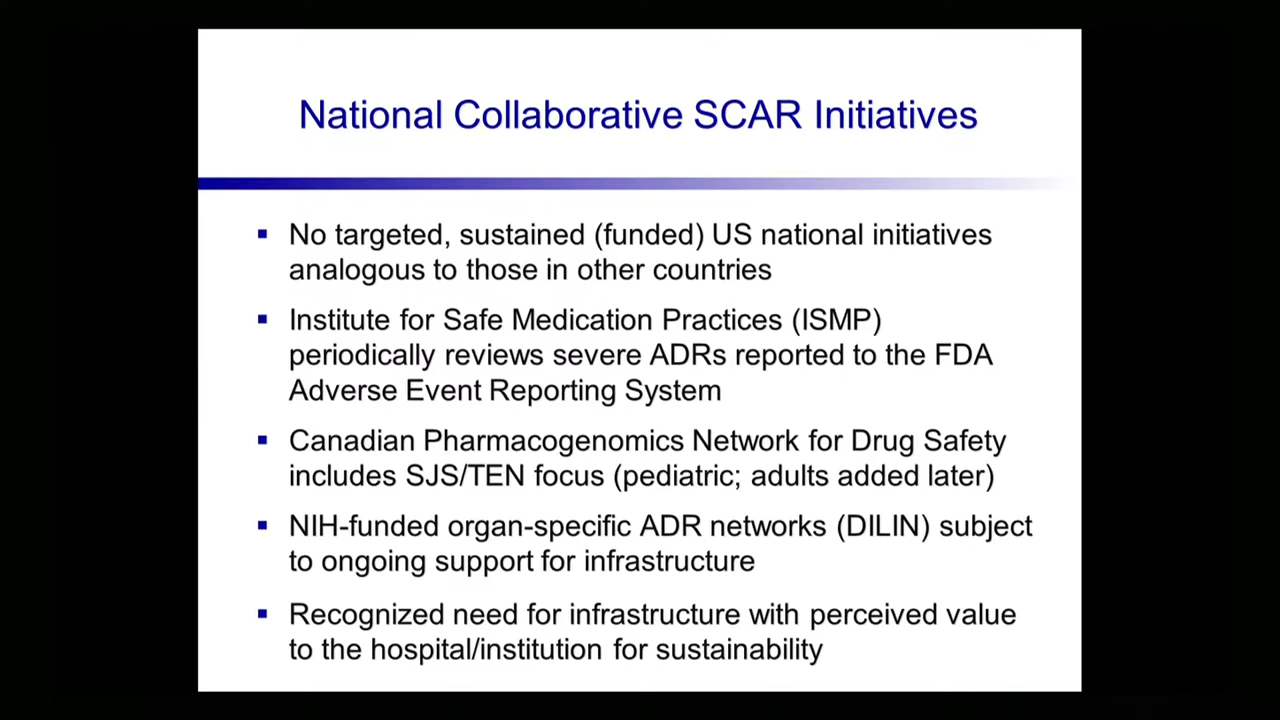 National Collaborative SCAR Initiatives
▪ No targeted, sustained (funded) US national initiatives
analogous to those in other countries
▪ Institute for Safe Medication Practices (ISMP)
periodically reviews severe ADRs reported to the FDA
Adverse Event Reporting System
▪ Canadian Pharmacogenomics Network for Drug Safety
includes SJS/TEN focus (pediatric; adults added later)
▪ NIH-funded organ-specific ADR networks (DILIN) subject
to ongoing support for infrastructure
▪ Recognized need for infrastructure with perceived value
to the hospital/institution for sustainability